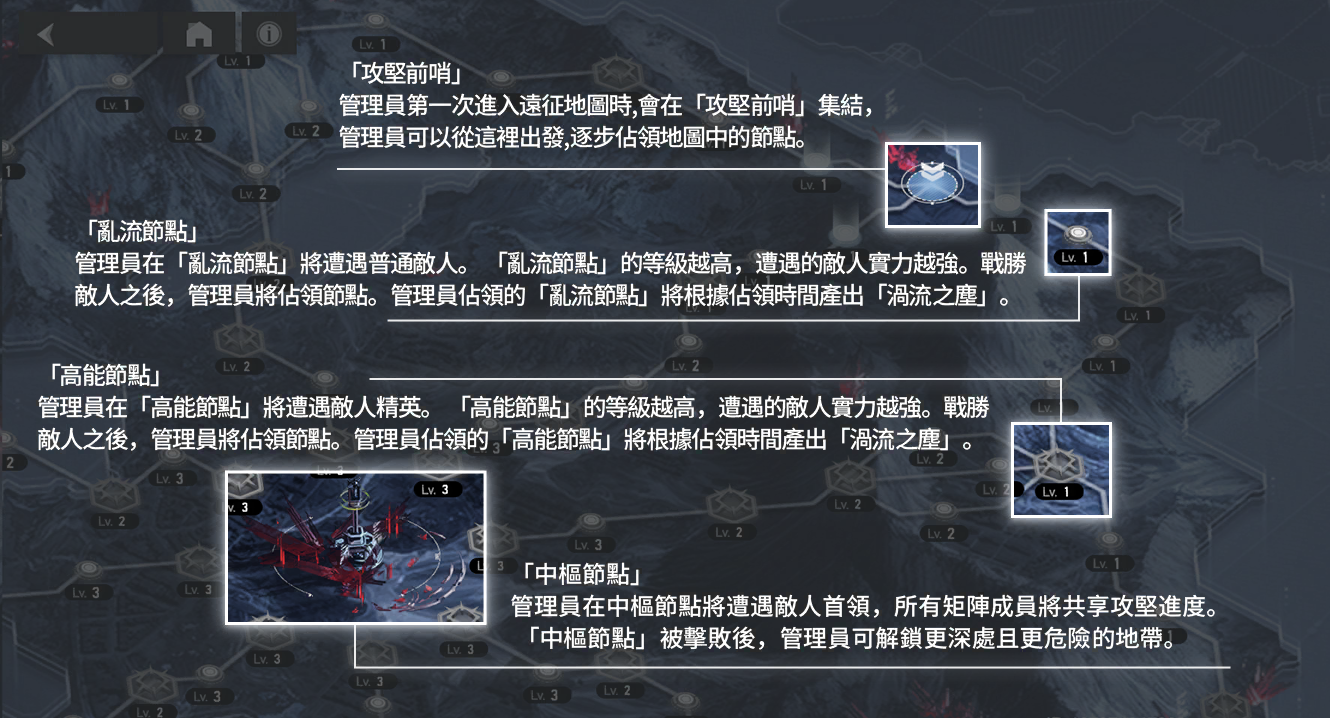 Lv. 1
「攻堅前哨」
Lv. 1
管理員第一次進入遠征地圖時,會在「攻堅前哨」集結，
Lv. 1
Lv. 2
Lv. 2
管理員可以從這裡出發,逐步佔領地圖中的節點。
1
Lv. 1
Lv. 2
Lv. 1
「亂流節點」
Lv. 1
管理員在「亂流節點」將遭遇普通敵人。「亂流節點」的等級越高，遭遇的敵人實力越強。戰勝
敵人之後，管理員將佔領節點。管理員佔領的「亂流節點」將根據佔領時間產出「渦流之塵」。
Lv. 1
Lv. 1
Lv. 2
Lv. 2
Lv. 1
「高能節點」
管理員在「高能節點」將遭遇敵人精英。「高能節點」的等級越高，遭遇的敵人實力越強。戰勝
Lv.
敵人之後，管理員將佔領節點。管理員佔領的「高能節點」將根據佔領時間產出「渦流之塵」。
2
3
Lv. 2
Lv. 3
Lv. 3
Lv. 2
Lv. 1
v. 3
Lv. 2
Lv. 2
Lv. 2
Lv. 2
Lv. 3
Lv. 1
L
3
「中樞節點」
Lv. 3
Lv. 3
管理員在中樞節點將遭遇敵人首領，所有矩陣成員將共享攻堅進度。
「中樞節點」被擊敗後，管理員可解鎖更深處且更危險的地帶。
1
Lv. 3
Lv. 3
Lv. 3
Lv. 3
Lv. 3
Lv. 2
Lv. 2